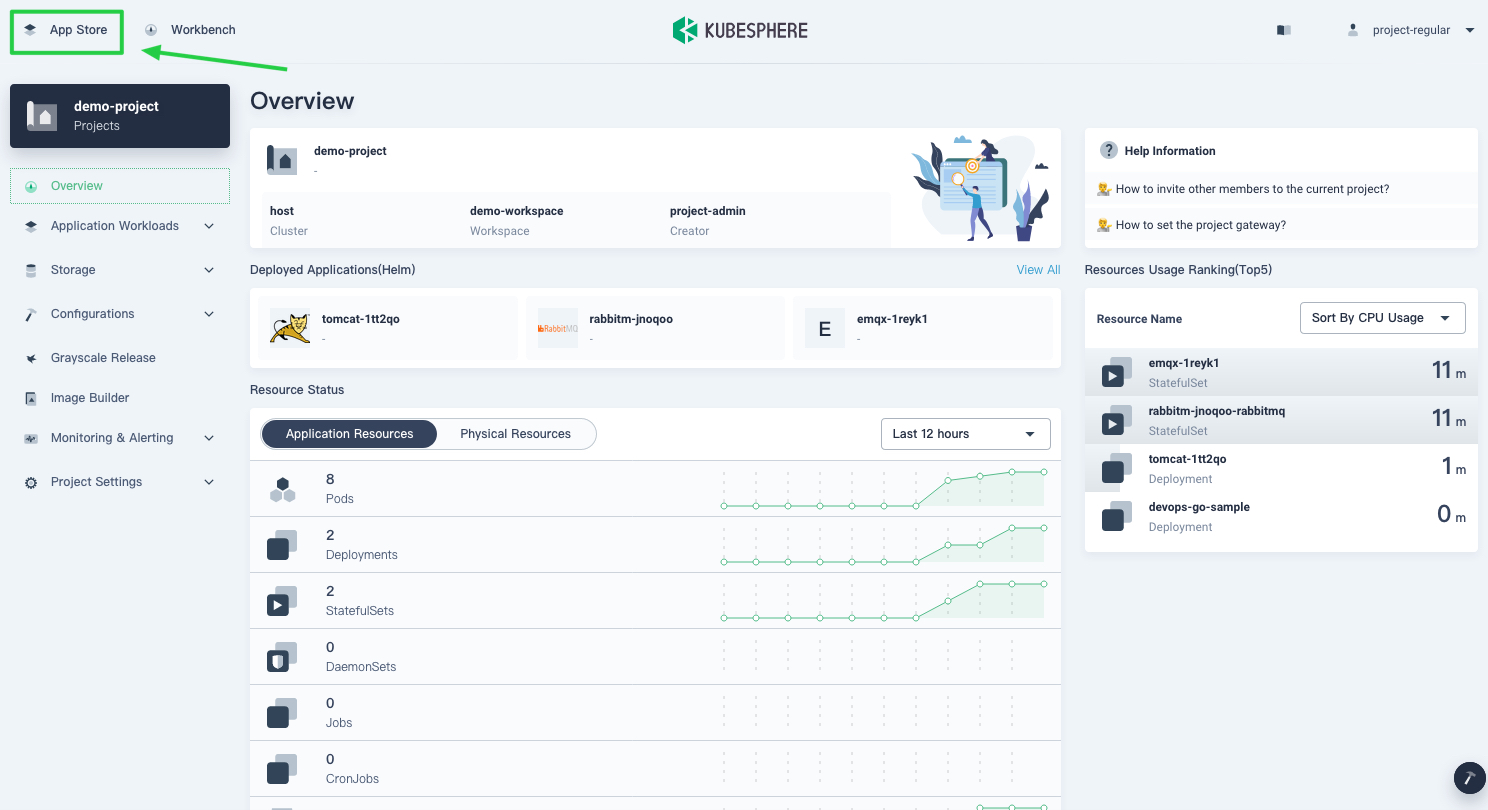 App Store
Workbench
KUBESPHERE
project-regular
demo-project
Projects
Overview
Application Workloads
Storage
Configurations
Grayscale Release
Image Builder
Monitoring & Alerting
Project Settings
Overview
demo-project
-
host
Cluster
demo-workspace
Workspace
project-admin
Creator
Deployed Applications(Helm)
View All
tomcat-1tt2qo
-
RabbitMQ
rabbitm-jnoqoo
-
E
emqx-1reyk1
-
Resource Status
Application Resources
Physical Resources
Last 12 hours
8
Pods
2
Deployments
2
StatefulSets
0
DaemonSets
0
Jobs
0
CronJobs
? Help Information
How to invite other members to the current project?
How to set the project gateway?
Resources Usage Ranking(Top5)
Resource Name
Sort By CPU Usage
emqx-1reyk1
StatefulSet
11 m
rabbitm-jnoqoo-rabbitmq
StatefulSet
11 m
tomcat-1tt2qo
Deployment
1 m
devops-go-sample
Deployment
0 m